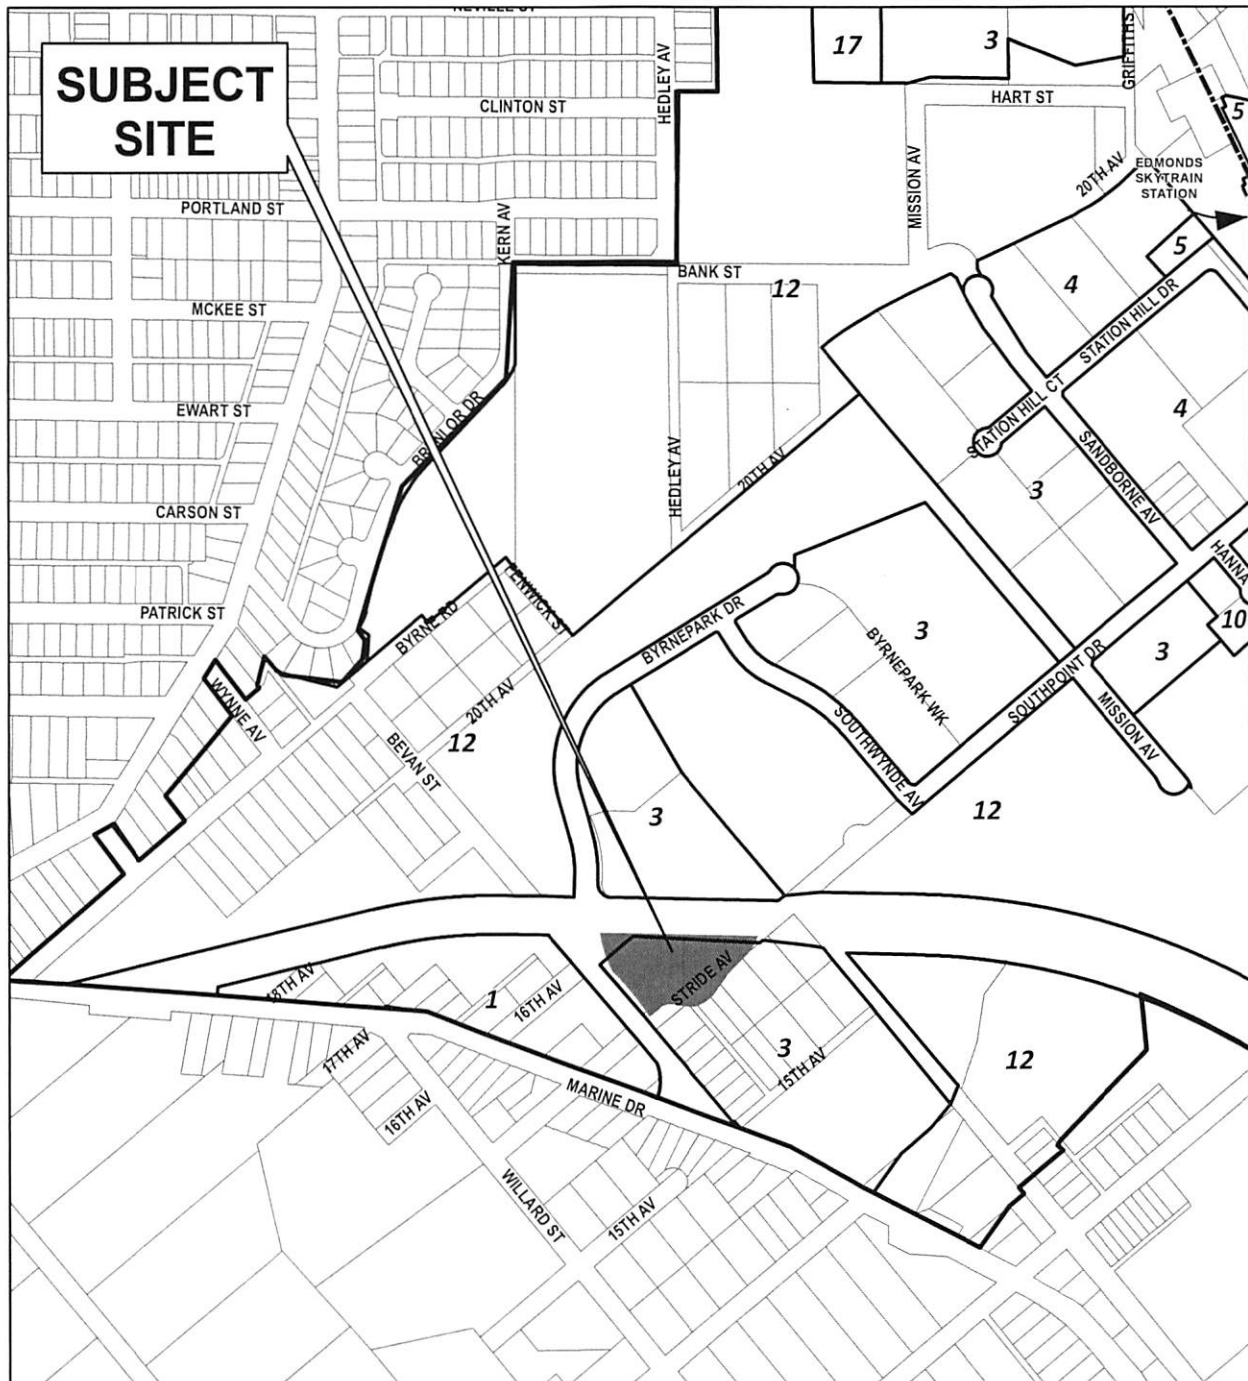 NEVILLE ST
SUBJECT
SITE
HEDLEY AV
17
3
GRIFFITHS
CLINTON ST
HART ST
5
MISSION AV
20TH AV
EDMONDS
SKYTRAIN
STATION
PORTLAND ST
KERN AV
5
BANK ST
12
4
STATION HILL DR
MCKEE ST
EWART ST
BRYNLOR DR
STATION HILL CT
4
HEDLEY AV
20TH AV
SANDBORNE AV
3
CARSON ST
HANNA
PATRICK ST
BYRNE RD
FENWICK ST
BYRNEPARK DR
3
BYRNEPARK WK
3
10
WYNNE AV
20TH AV
SOUTHPOINT DR
MISSION AV
BEVAN ST
12
SOUTHWYNDE AV
3
12
18TH AV
1
16TH AV
STRIDE AV
17TH AV
3
15TH AV
12
16TH AV
MARINE DR
WILLARD ST
15TH AV